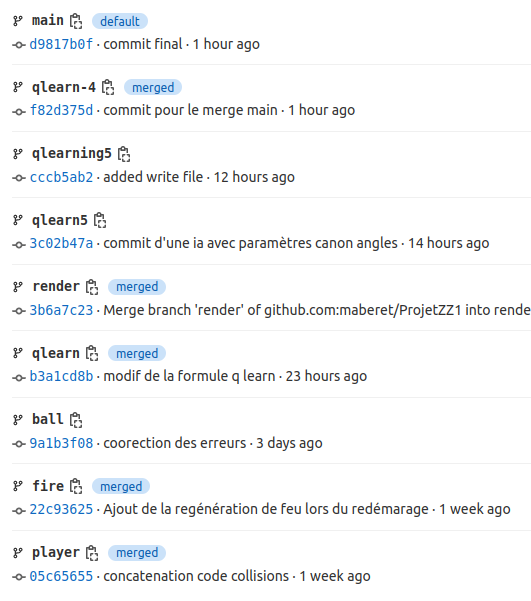 main default
d9817b0f · commit final · 1 hour ago
qlearn-4 merged
f82d375d · commit pour le merge main · 1 hour ago
qlearning5
cccb5ab2 · added write file · 12 hours ago
qlearn5
3c02b47a · commit d'une ia avec paramètres canon angles · 14 hours ago
render merged
3b6a7c23 · Merge branch 'render' of github.com:maberet/ProjetZZ1 into rende
qlearn merged
b3a1cd8b · modif de la formule q learn · 23 hours ago
ball
9a1b3f08 · coorection des erreurs · 3 days ago
fire merged
22c93625 · Ajout de la regénération de feu lors du redémarage · 1 week ago
player merged
05c65655 · concatenation code collisions · 1 week ago